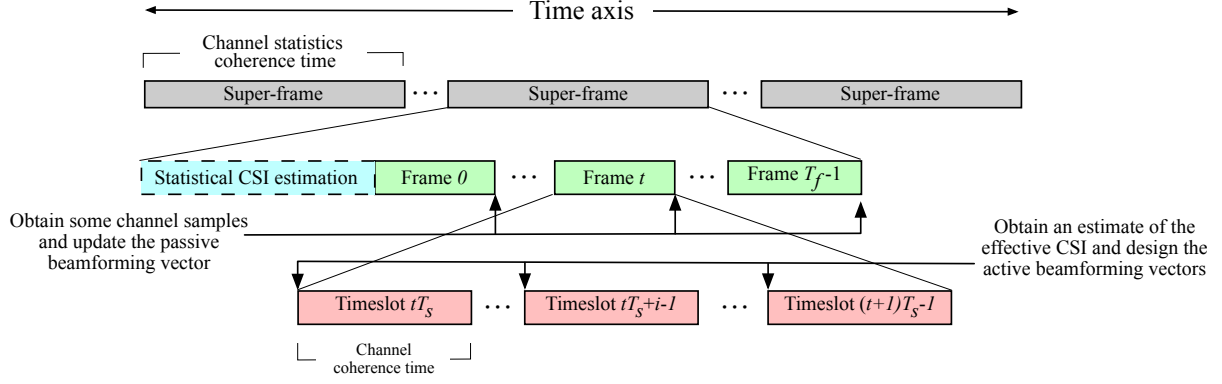 Time axis
Channel statistics
coherence time
Super-frame
...
Super-frame
...
Super-frame
Statistical CSI estimation
Frame 0
...
Frame t
...
Frame T_f-1
Obtain some channel samples
and update the passive
beamforming vector
Obtain an estimate of the
effective CSI and design the
active beamforming vectors
Timeslot tT_s
...
Timeslot tT_s+i-1
...
Timeslot (t+1)T_s-1
Channel
coherence time